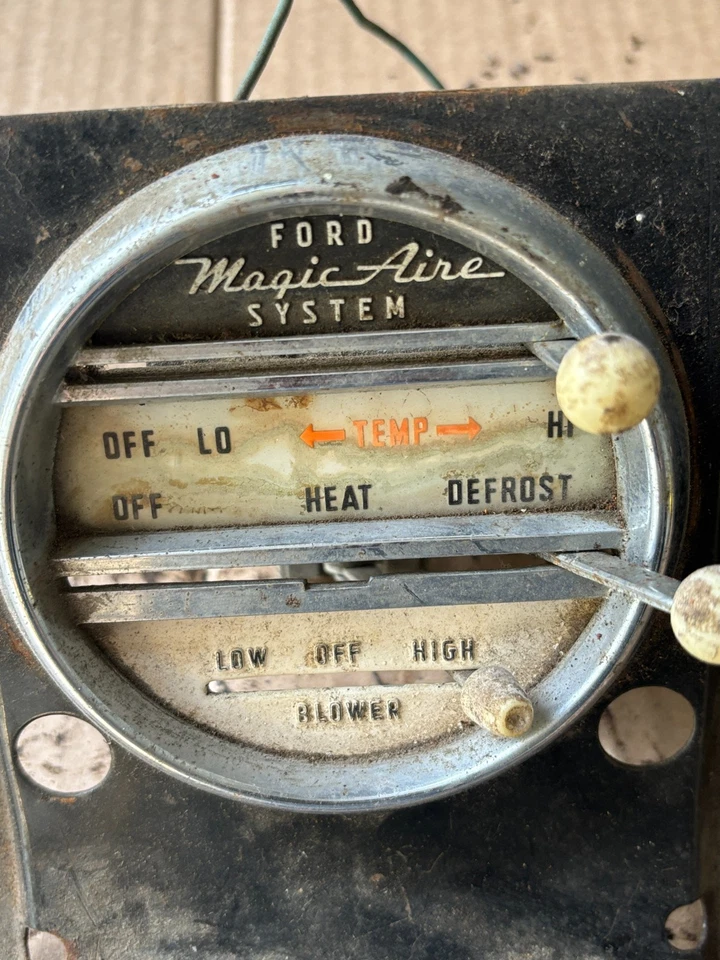 FORD
Magic-Aire
SYSTEM
OFF LO ← TEMP → HI
OFF HEAT DEFROST
LOW OFF HIGH
BLOWER